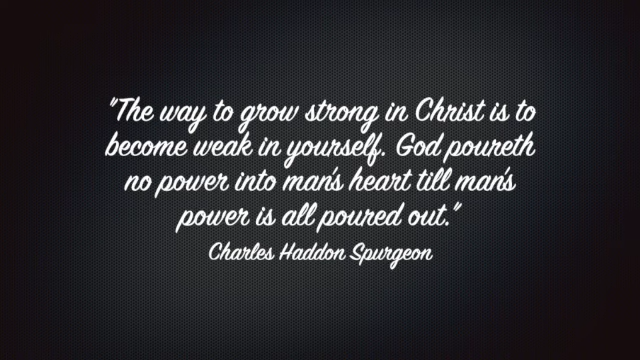 "The way to grow strong in Christ is to
become weak in yourself. God poureth
no power into man's heart till man's
power is all poured out."
Charles Haddon Spurgeon